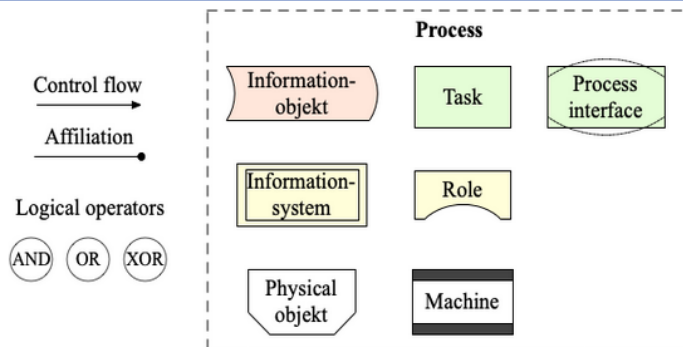 Process
Control flow
Affiliation
Logical operators
AND OR XOR
Information-
objekt
Task
Process
interface
Information-
system
Role
Physical
objekt
Machine